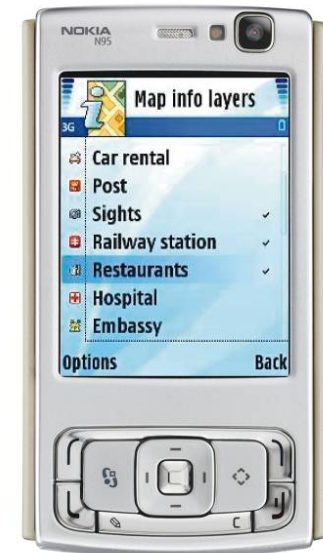 NOKIA
N95
Map info layers
3G
Car rental
Post
Sights
Railway station
Restaurants
Hospital
Embassy
Options Back
C